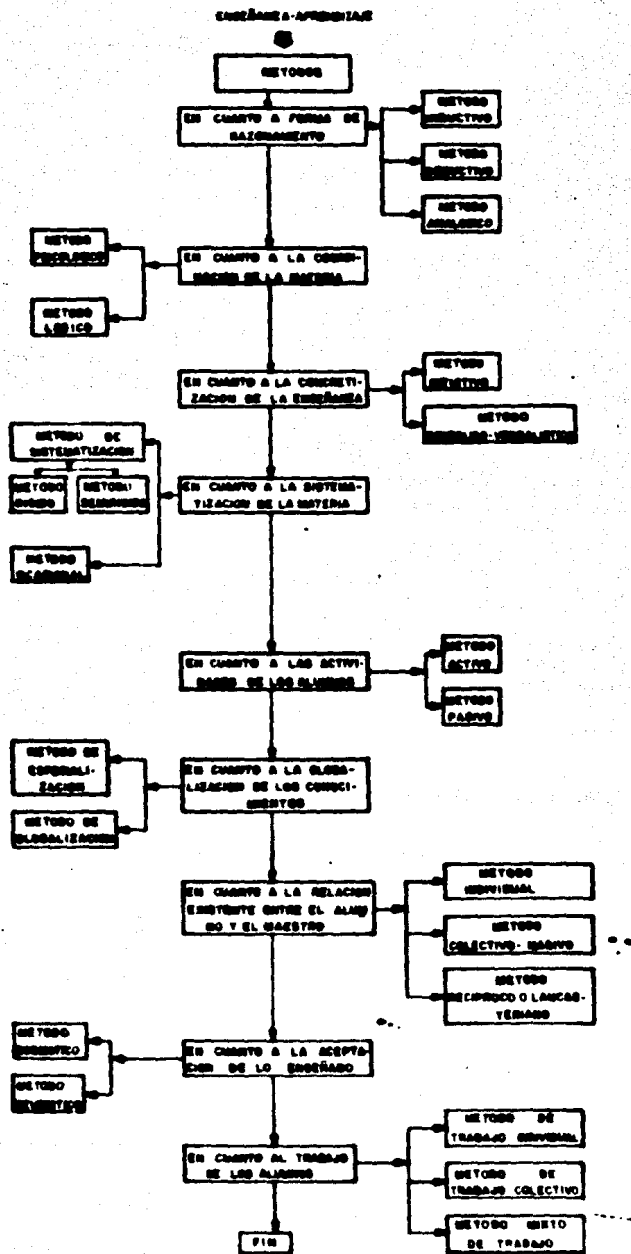 ENSEÑANZA-APRENDIZAJE
METODOS
EN CUANTO A FORMA DE
RAZONAMIENTO
METODO
INDUCTIVO
METODO
DEDUCTIVO
METODO
ANALOGICO
EN CUANTO A LA COORDI-
NACION DE LA MATERIA
METODO
PSICOLOGICO
METODO
LOGICO
EN CUANTO A LA CONCRETI-
ZACION DE LA ENSEÑANZA
METODO
INTUITIVO
METODO
SIMBOLICO-VERBALISTICO
EN CUANTO A LA SISTEMA-
TIZACION DE LA MATERIA
METODO DE
SISTEMATIZACION
METODO
RIGIDO
METODO
SEMIRIGIDO
METODO
OCASIONAL
EN CUANTO A LAS ACTIVI-
DADES DE LOS ALUMNOS
METODO
ACTIVO
METODO
PASIVO
EN CUANTO A LA GLOBA-
LIZACION DE LOS CONOCI-
MIENTOS
METODO DE
ESPECIALI-
ZACION
METODO DE
GLOBALIZACION
EN CUANTO A LA RELACION
EXISTENTE ENTRE EL ALUM
NO Y EL MAESTRO
METODO
INDIVIDUAL
METODO
COLECTIVO-MASIVO
METODO
RECIPROCO O LANCAS-
TERIANO
EN CUANTO A LA ACEPTA-
CION DE LO ENSEÑADO
METODO
DOGMATICO
METODO
HEURISTICO
EN CUANTO AL TRABAJO
DE LOS ALUMNOS
METODO DE
TRABAJO INDIVIDUAL
METODO DE
TRABAJO COLECTIVO
METODO MIXTO
DE TRABAJO
FIN